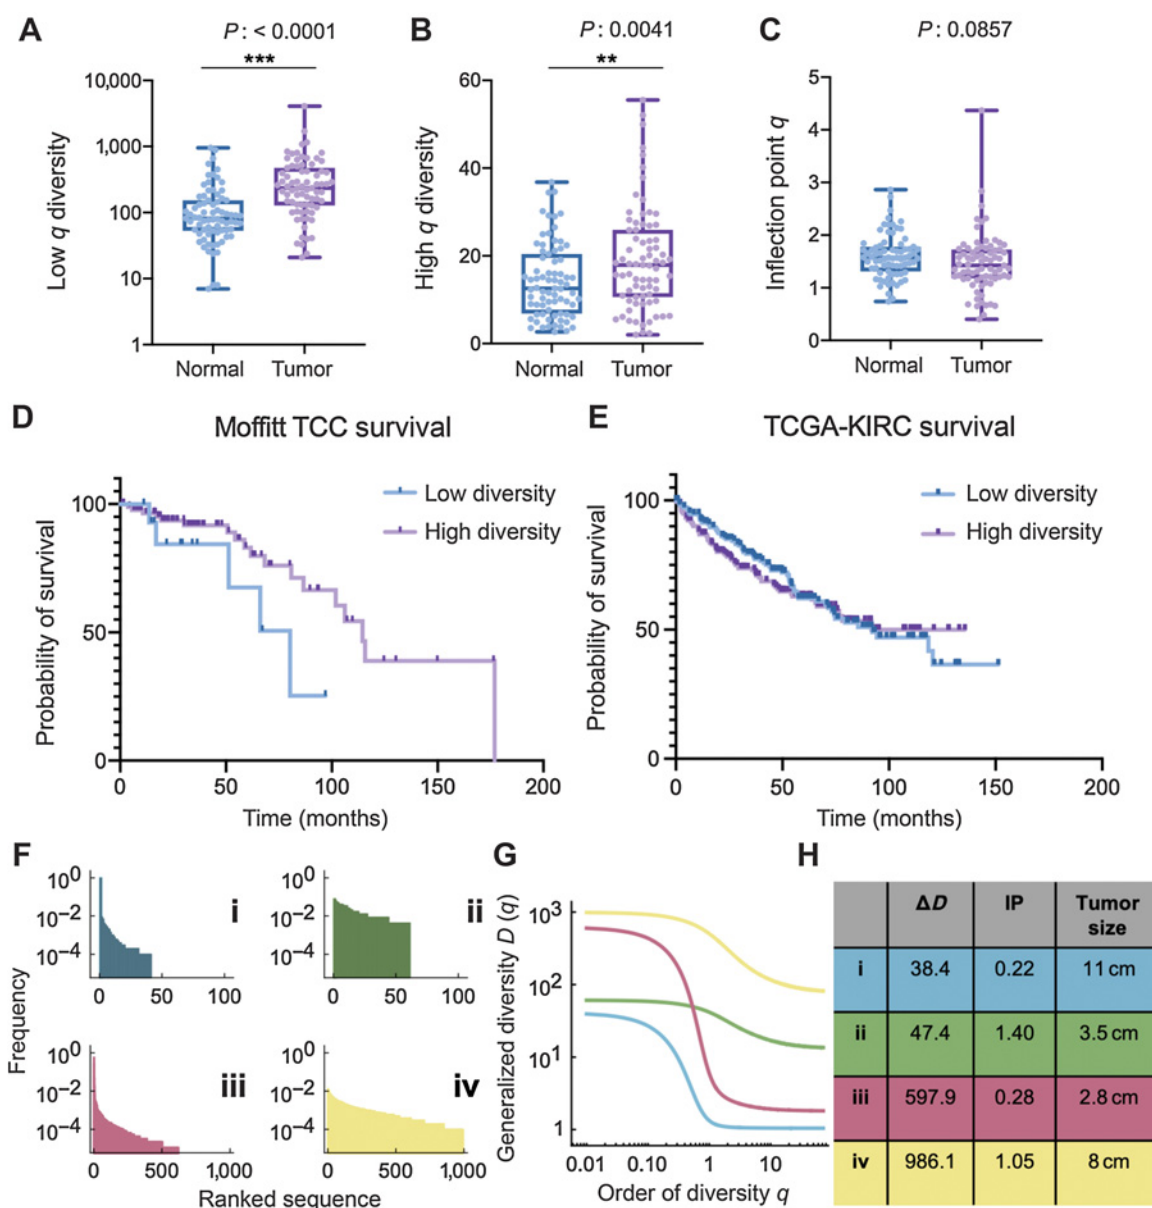 A
P: < 0.0001
***
Low q diversity
10,000
1,000
100
10
1
Normal
Tumor
B
P: 0.0041
**
High q diversity
60
40
20
0
Normal
Tumor
C
P: 0.0857
Inflection point q
5
4
3
2
1
0
Normal
Tumor
D
Moffitt TCC survival
Low diversity
High diversity
Probability of survival
100
50
0
0
50
100
150
200
Time (months)
E
TCGA-KIRC survival
Low diversity
High diversity
Probability of survival
100
50
0
0
50
100
150
200
Time (months)
F
Frequency
10^0
10^−2
10^−4
i
0
50
100
10^0
10^−2
10^−4
ii
0
50
100
10^0
10^−2
10^−4
iii
0
500
1,000
10^0
10^−2
10^−4
iv
0
500
1,000
Ranked sequence
G
Generalized diversity D (q)
10^3
10^2
10^1
1
0.01
0.10
1
10
Order of diversity q
H
ΔD IP Tumor size
i 38.4 0.22 11 cm
ii 47.4 1.40 3.5 cm
iii 597.9 0.28 2.8 cm
iv 986.1 1.05 8 cm